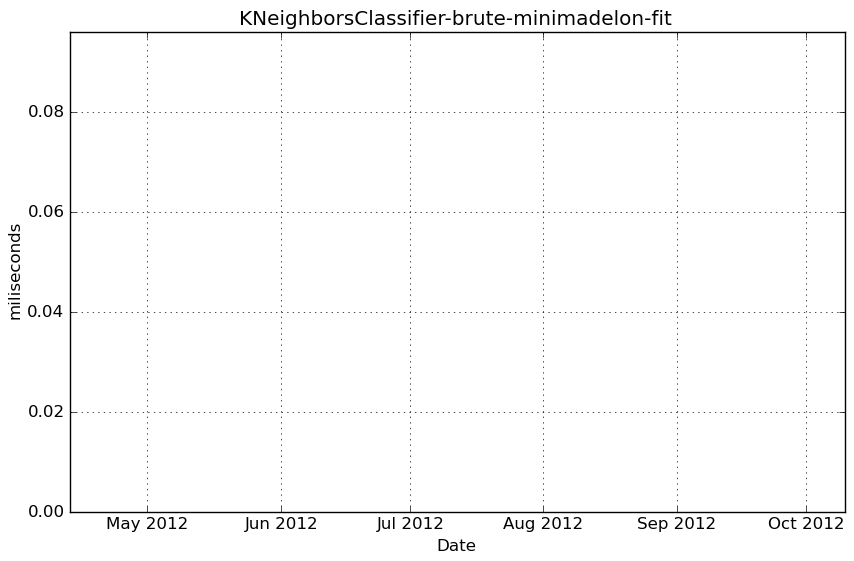 KNeighborsClassifier-brute-minimadelon-fit
0.08
0.06
0.04
0.02
0.00
miliseconds
May 2012 Jun 2012 Jul 2012 Aug 2012 Sep 2012 Oct 2012
Date